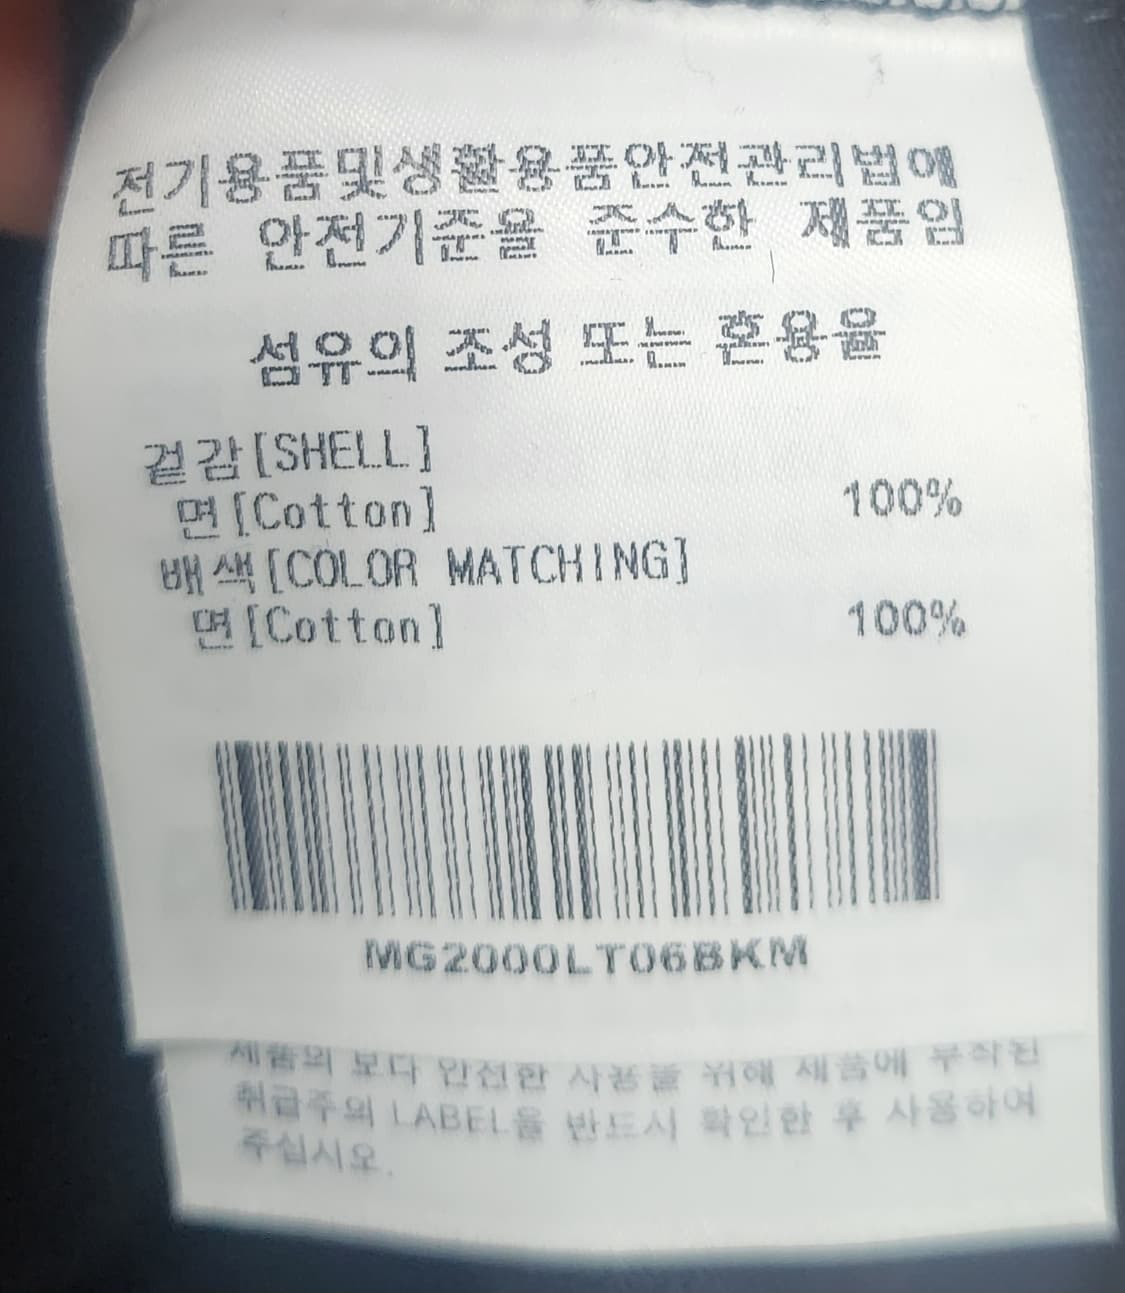 전기용품및생활용품안전관리법에
따른 안전기준을 준수한 제품임
섬유의 조성 또는 혼용율
겉감[SHELL]
면[Cotton] 100%
배색[COLOR MATCHING]
면[Cotton] 100%
MG2000LT06BKM
제품의 보다 안전한 사용을 위해 제품에 부착된
취급주의 LABEL을 반드시 확인한 후 사용하여
주십시오.